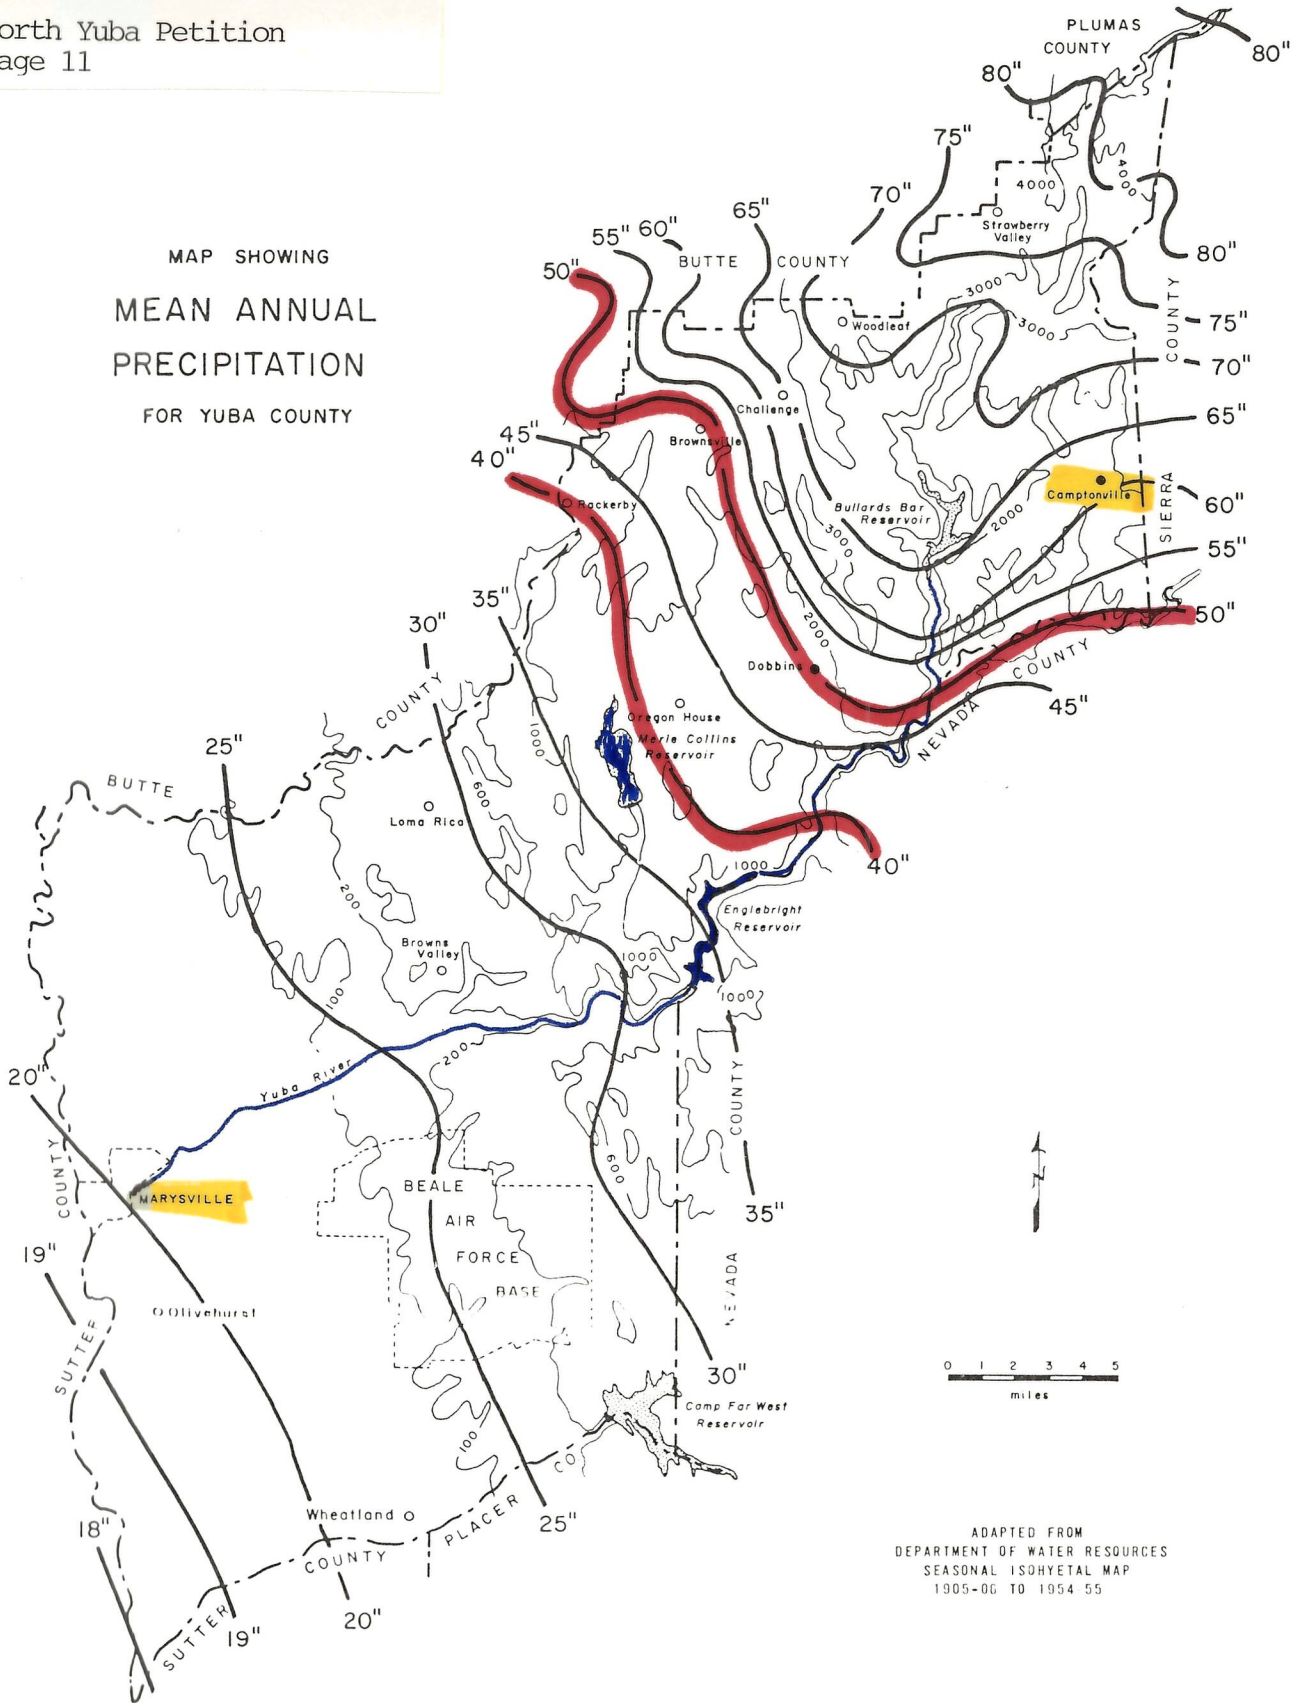 orth Yuba Petition
age 11
PLUMAS
COUNTY
80"
80"
75"
70"
65"
60"
55"
50"
MAP SHOWING
MEAN ANNUAL
PRECIPITATION
FOR YUBA COUNTY
BUTTE COUNTY
4000
4000
Strawberry
Valley
80"
3000
3000
COUNTY
75"
Woodleaf
70"
Challenge
65"
Brownsville
45"
40"
Rackerby
Camptonville
60"
SIERRA
Bullards Bar
Reservoir
2000
3000
55"
50"
35"
30"
2000
Dobbins
COUNTY
NEVADA
45"
COUNTY
Oregon House
Merle Collins
Reservoir
1000
25"
BUTTE
600
Loma Rica
40"
1000
200
Englebright
Reservoir
Browns
Valley
1000
1000
100
200
Yuba River
20"
COUNTY
COUNTY
600
MARYSVILLE
BEALE
AIR
FORCE
BASE
35"
19"
NEVADA
Olivehurst
SUTTER
30"
0 1 2 3 4 5
miles
Camp Far West
Reservoir
100
CO
PLACER
Wheatland
25"
18"
COUNTY
20"
SUTTER
19"
ADAPTED FROM
DEPARTMENT OF WATER RESOURCES
SEASONAL ISOHYETAL MAP
1905-06 TO 1954-55